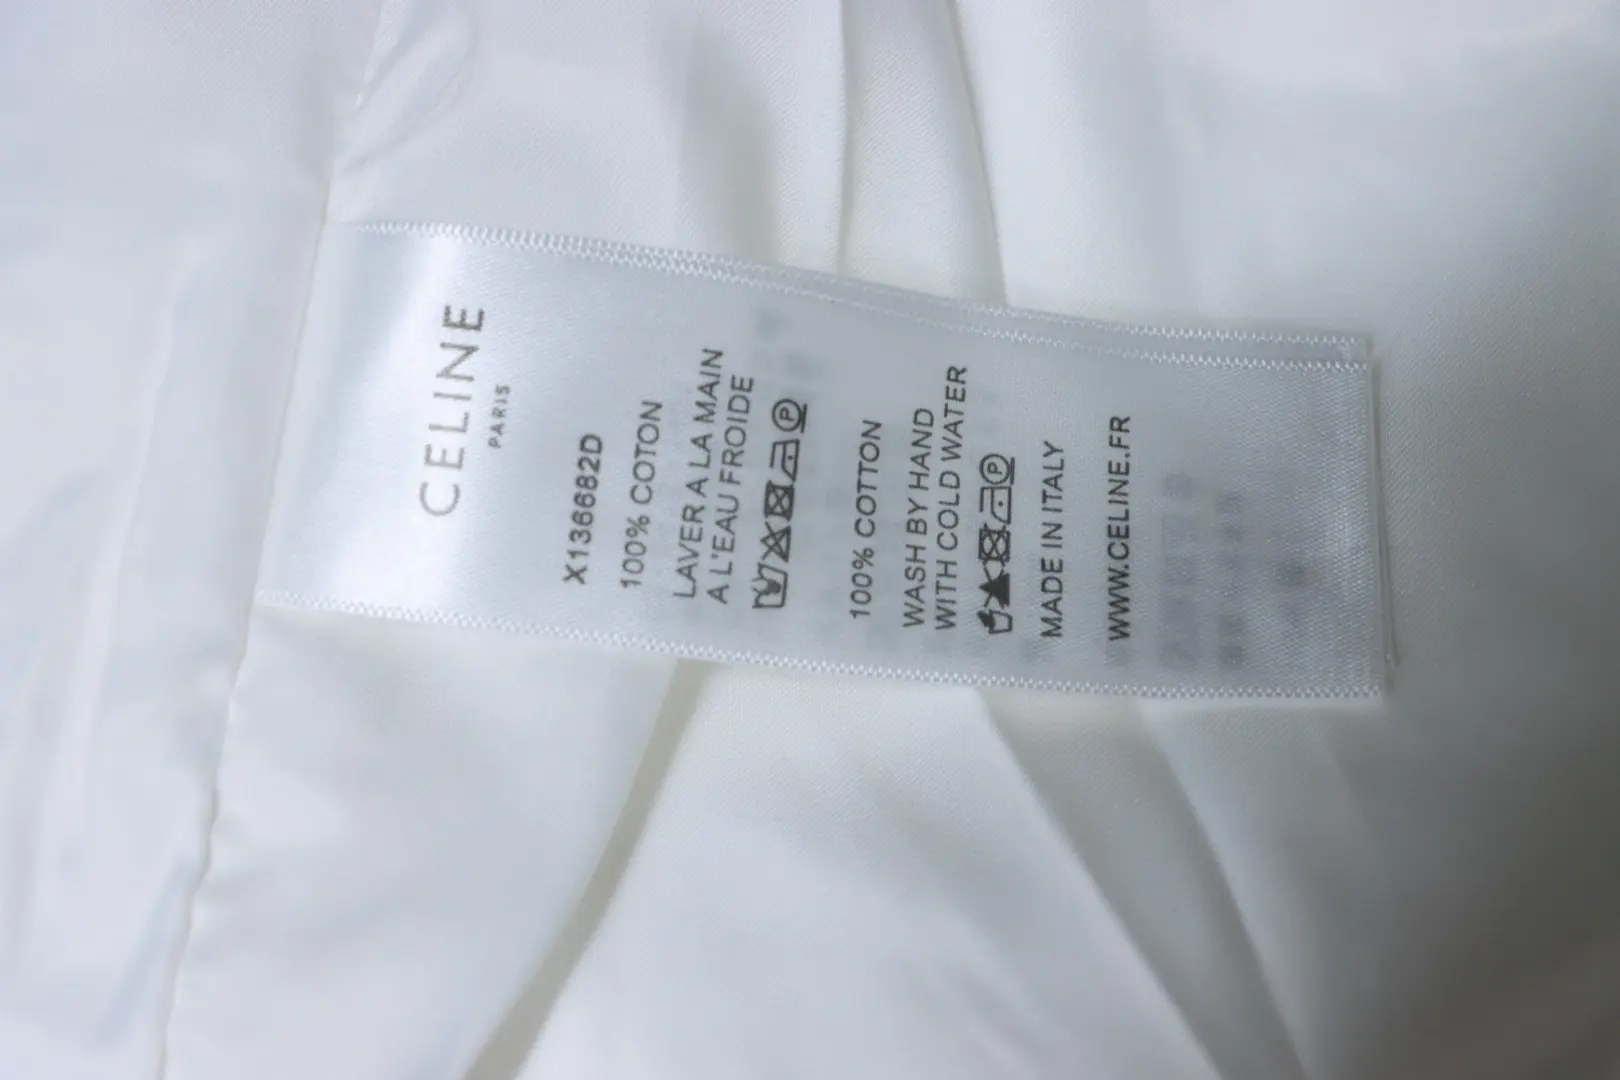 CELINE
PARIS
X136682D
100% COTON
LAVER A LA MAIN
A L'EAU FROIDE
P
100% COTTON
WASH BY HAND
WITH COLD WATER
P
MADE IN ITALY
WWW.CELINE.FR